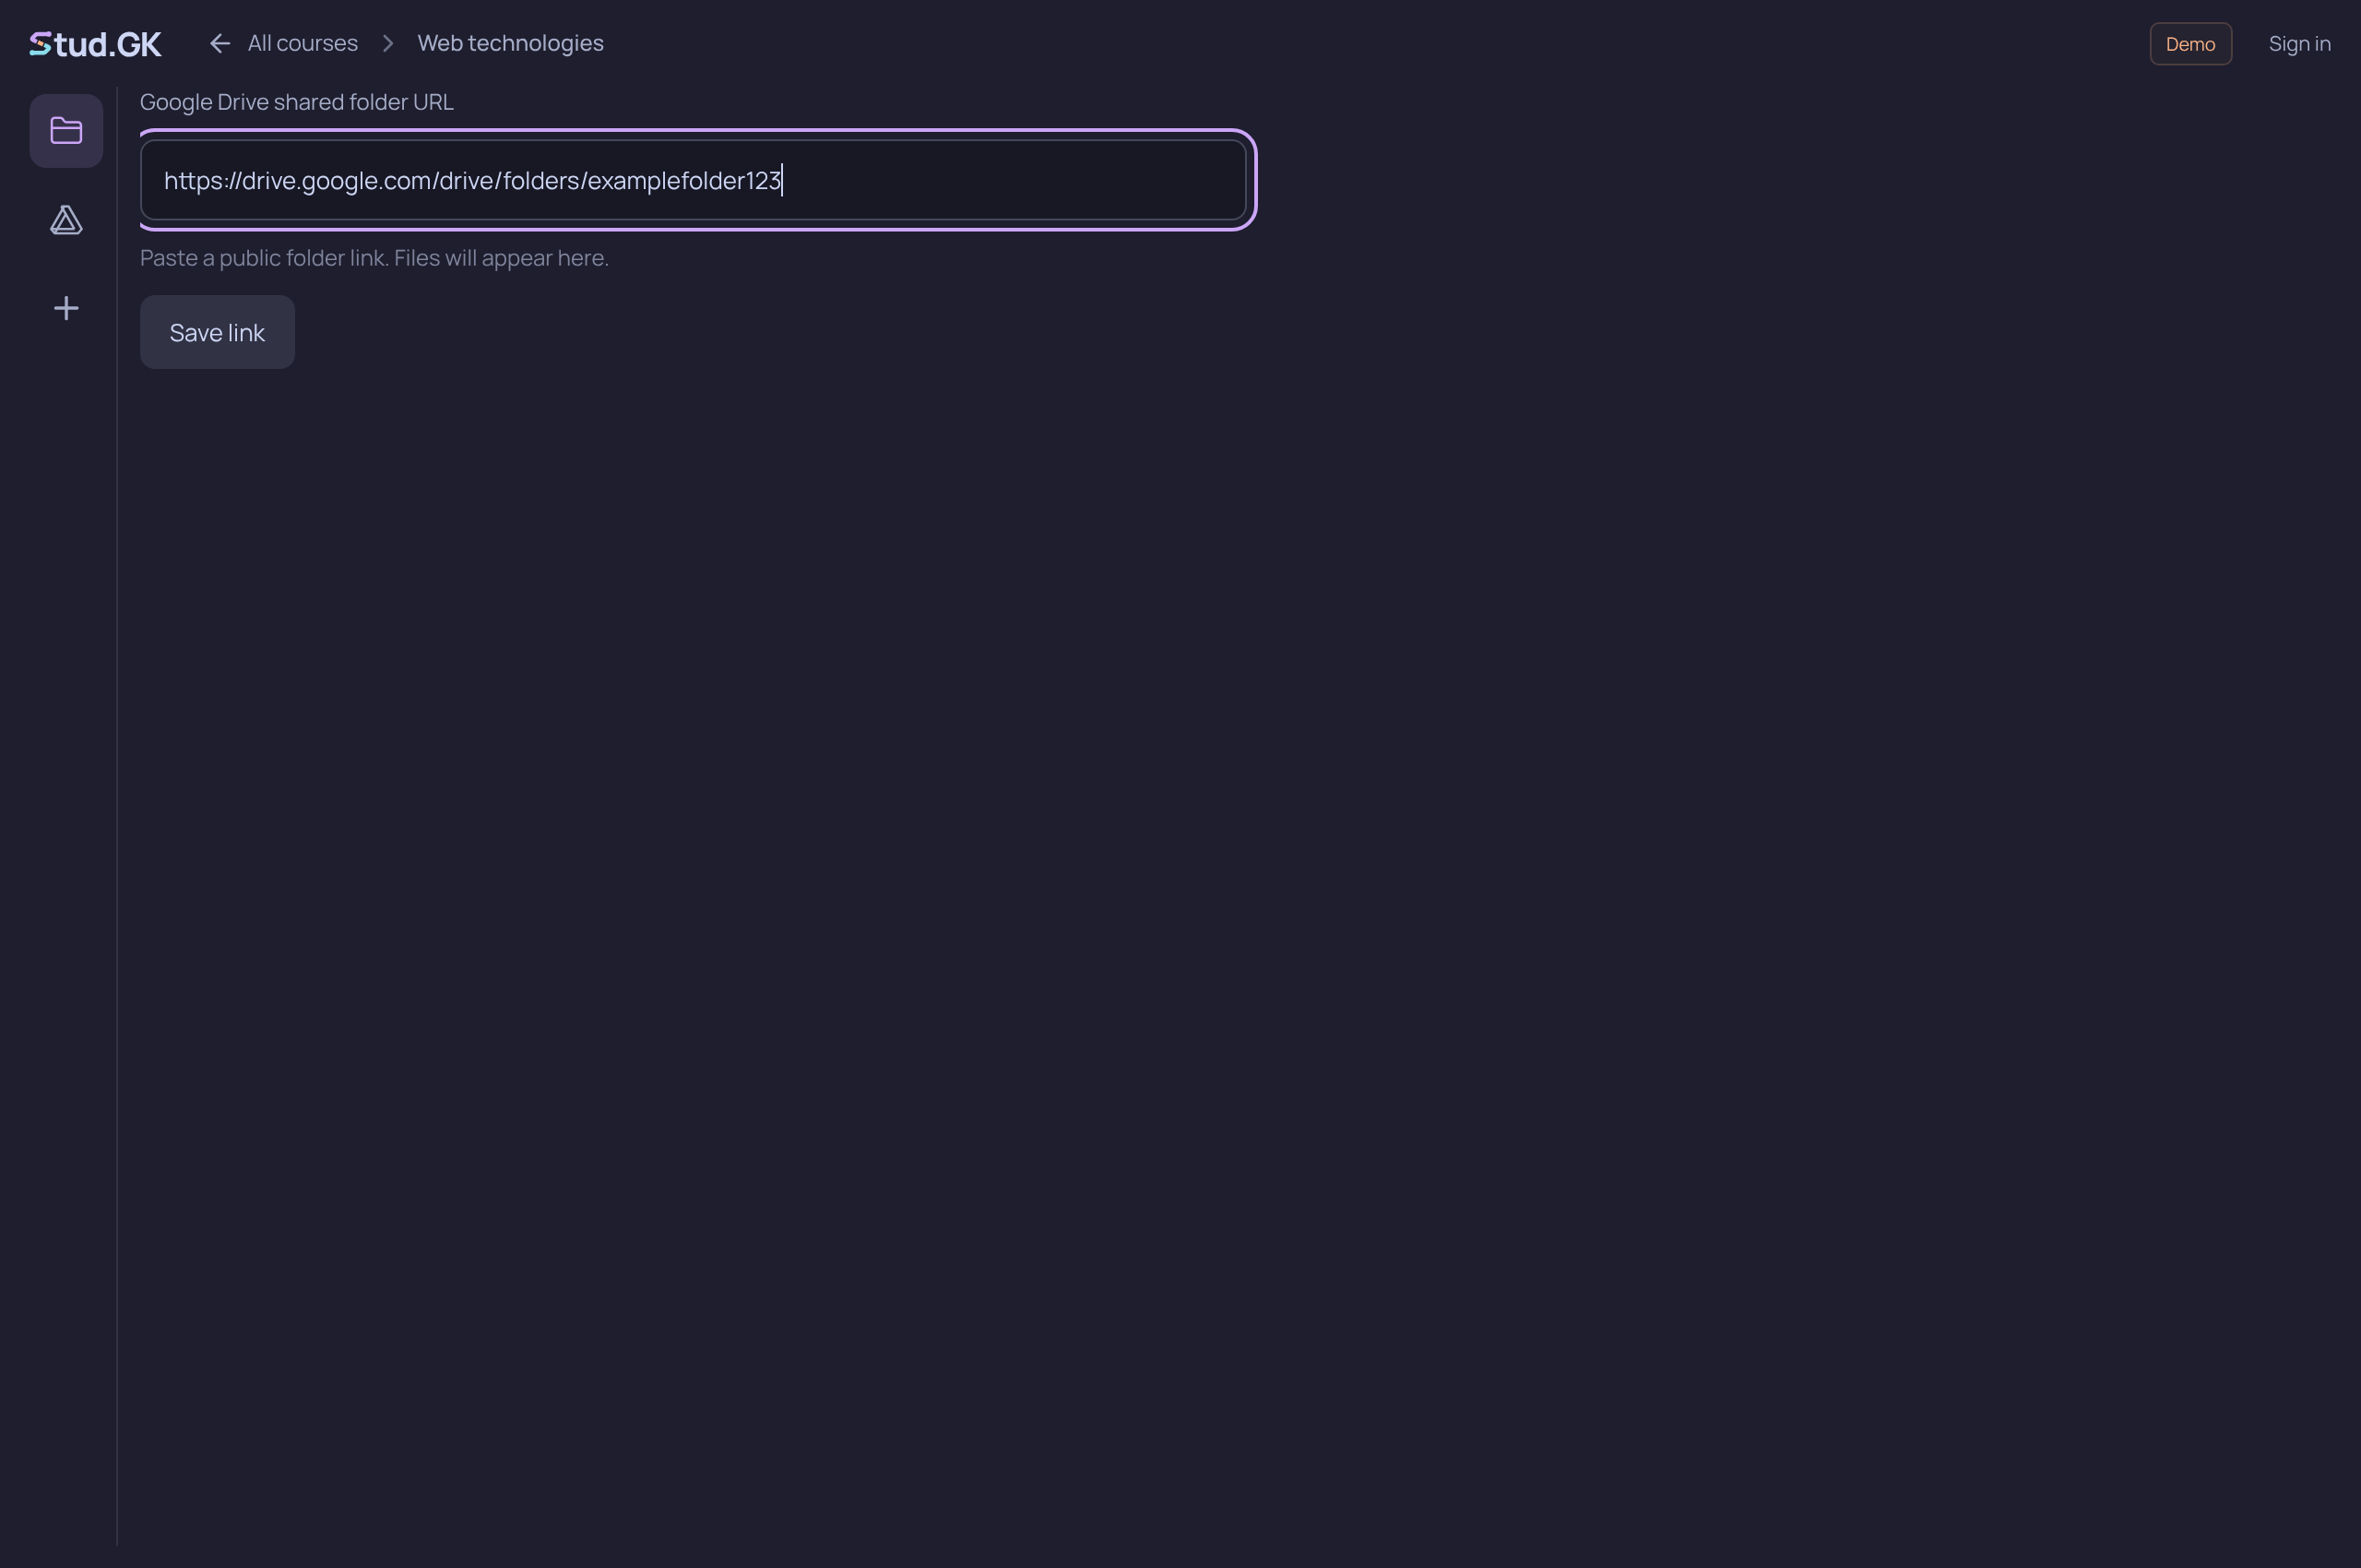 Stud.GK
All courses
Web technologies
Demo
Sign in
Google Drive shared folder URL
https://drive.google.com/drive/folders/examplefolder123
Paste a public folder link. Files will appear here.
Save link